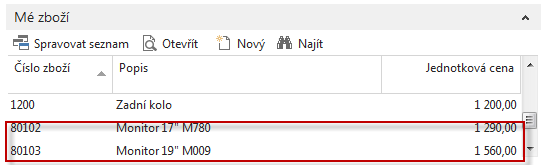 Mé zboží
Spravovat seznam Otevřít Nový Najít
Číslo zboží Popis Jednotková cena
1200 Zadní kolo 1 200,00
80102 Monitor 17" M780 1 290,00
80103 Monitor 19" M009 1 560,00